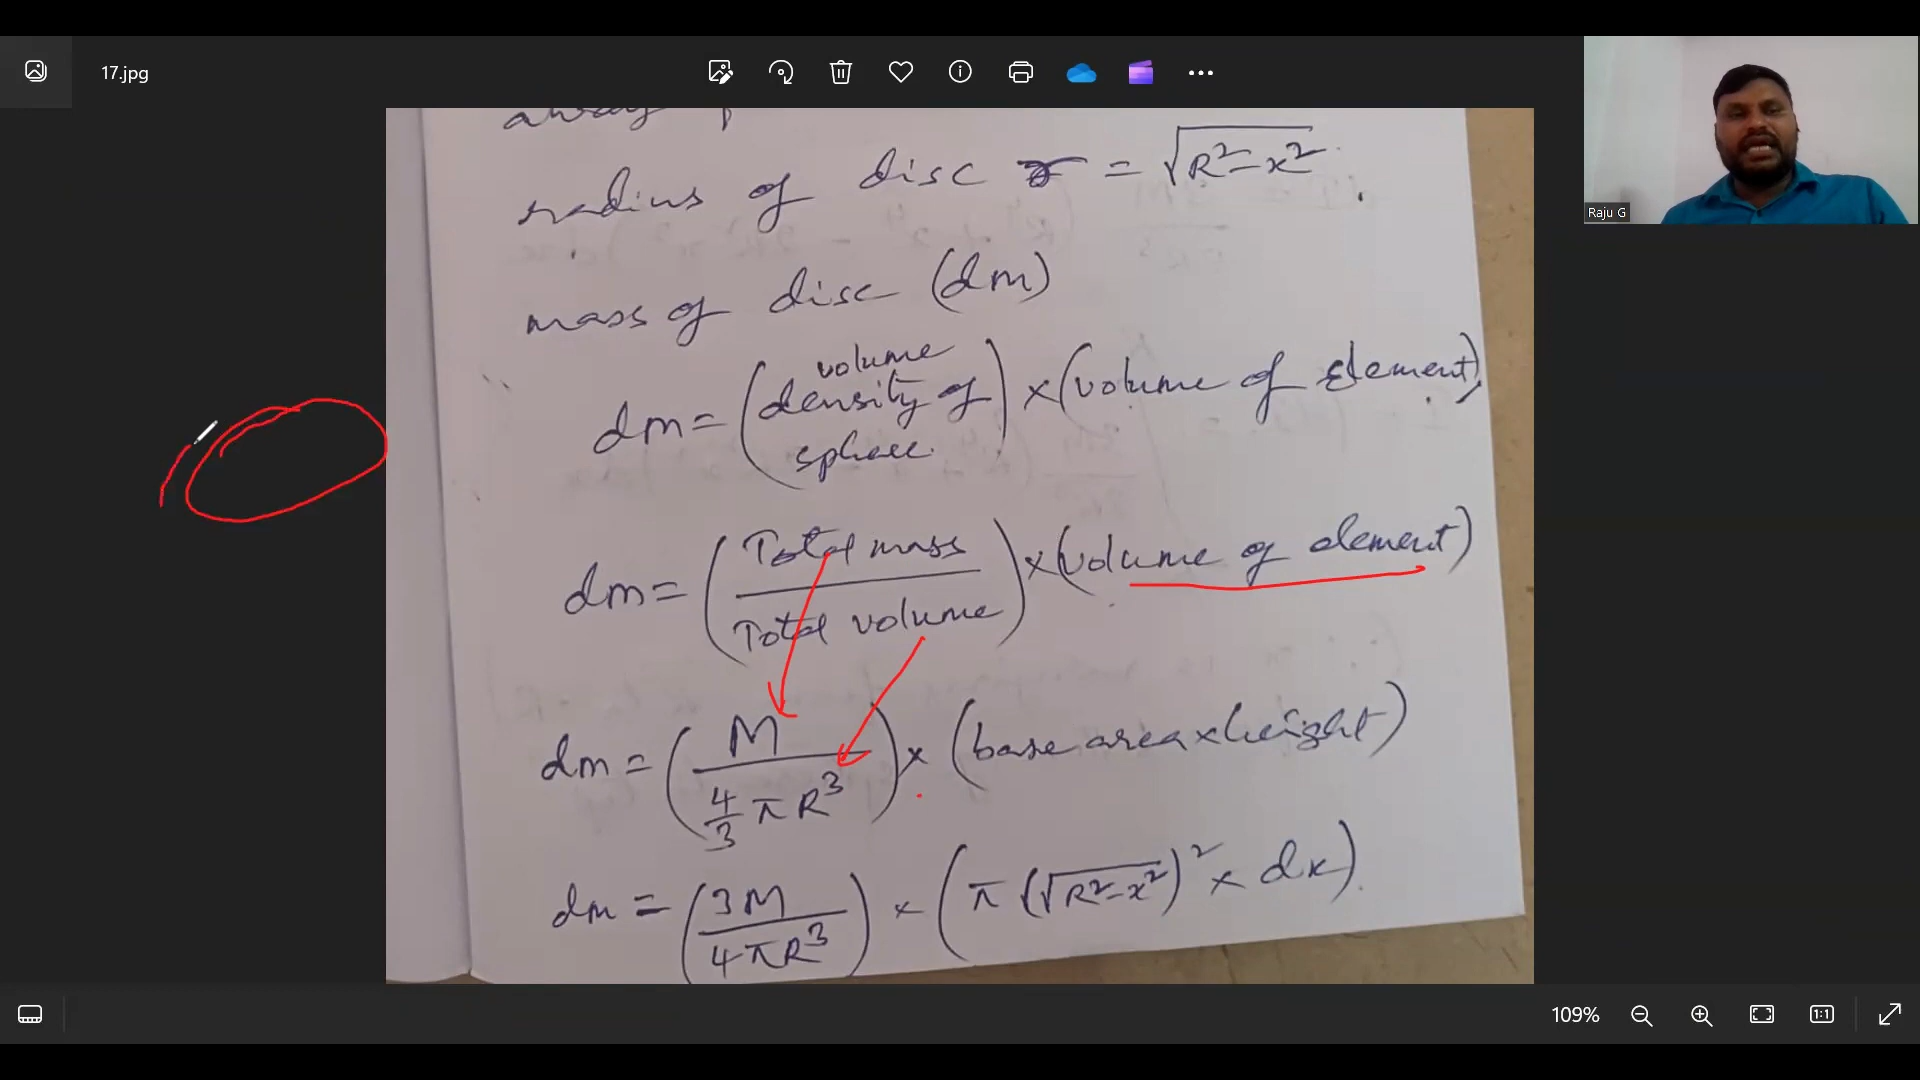 17.jpg
Raju G
radius of disc r = √R²-x².
mass of disc (dm)
dm = (volume density of sphere) × (volume of element)
dm = (Total mass / Total volume) × (volume of element)
dm = (M / 4/3 πR³) × (base area × height)
dm = (3M / 4πR³) × (π(√R²-x²)² × dx).
109%
1:1